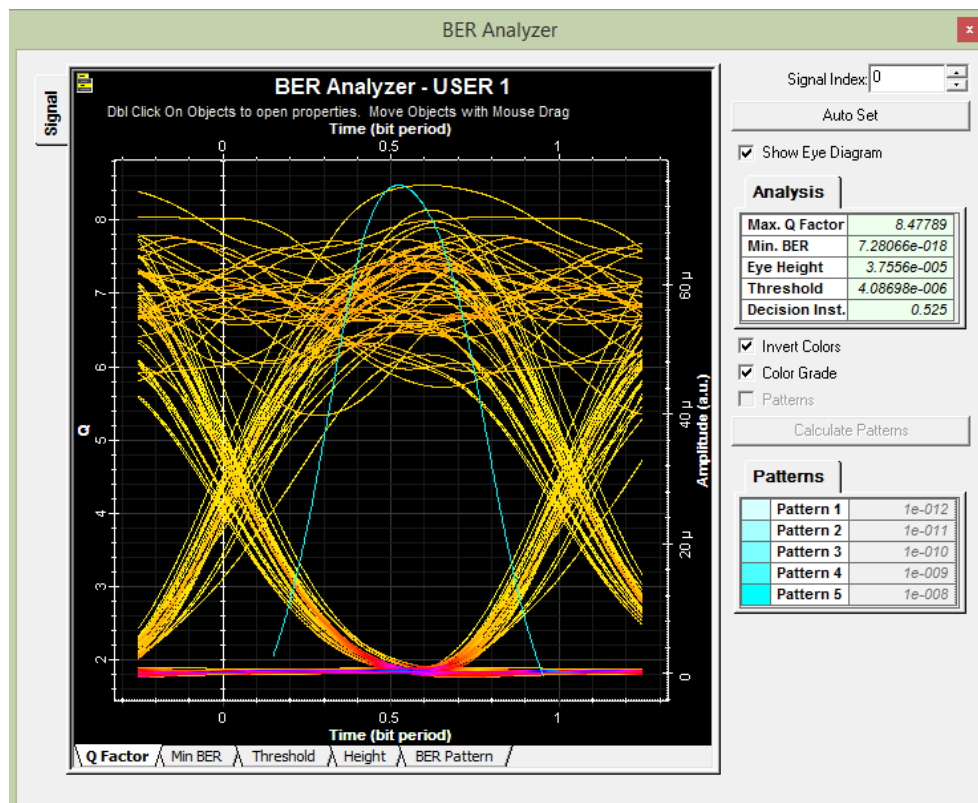 BER Analyzer
x
Signal
BER Analyzer - USER 1
Dbl Click On Objects to open properties. Move Objects with Mouse Drag
Time (bit period)
0 0.5 1
Q
8
7
6
5
4
3
2
Amplitude (a.u.)
60 µ
40 µ
20 µ
0
0 0.5 1
Time (bit period)
Q Factor Min BER Threshold Height BER Pattern
Signal Index: 0
Auto Set
Show Eye Diagram
Analysis
Max. Q Factor 8.47789
Min. BER 7.28066e-018
Eye Height 3.7556e-005
Threshold 4.08698e-006
Decision Inst. 0.525
Invert Colors
Color Grade
Patterns
Calculate Patterns
Patterns
Pattern 1 1e-012
Pattern 2 1e-011
Pattern 3 1e-010
Pattern 4 1e-009
Pattern 5 1e-008